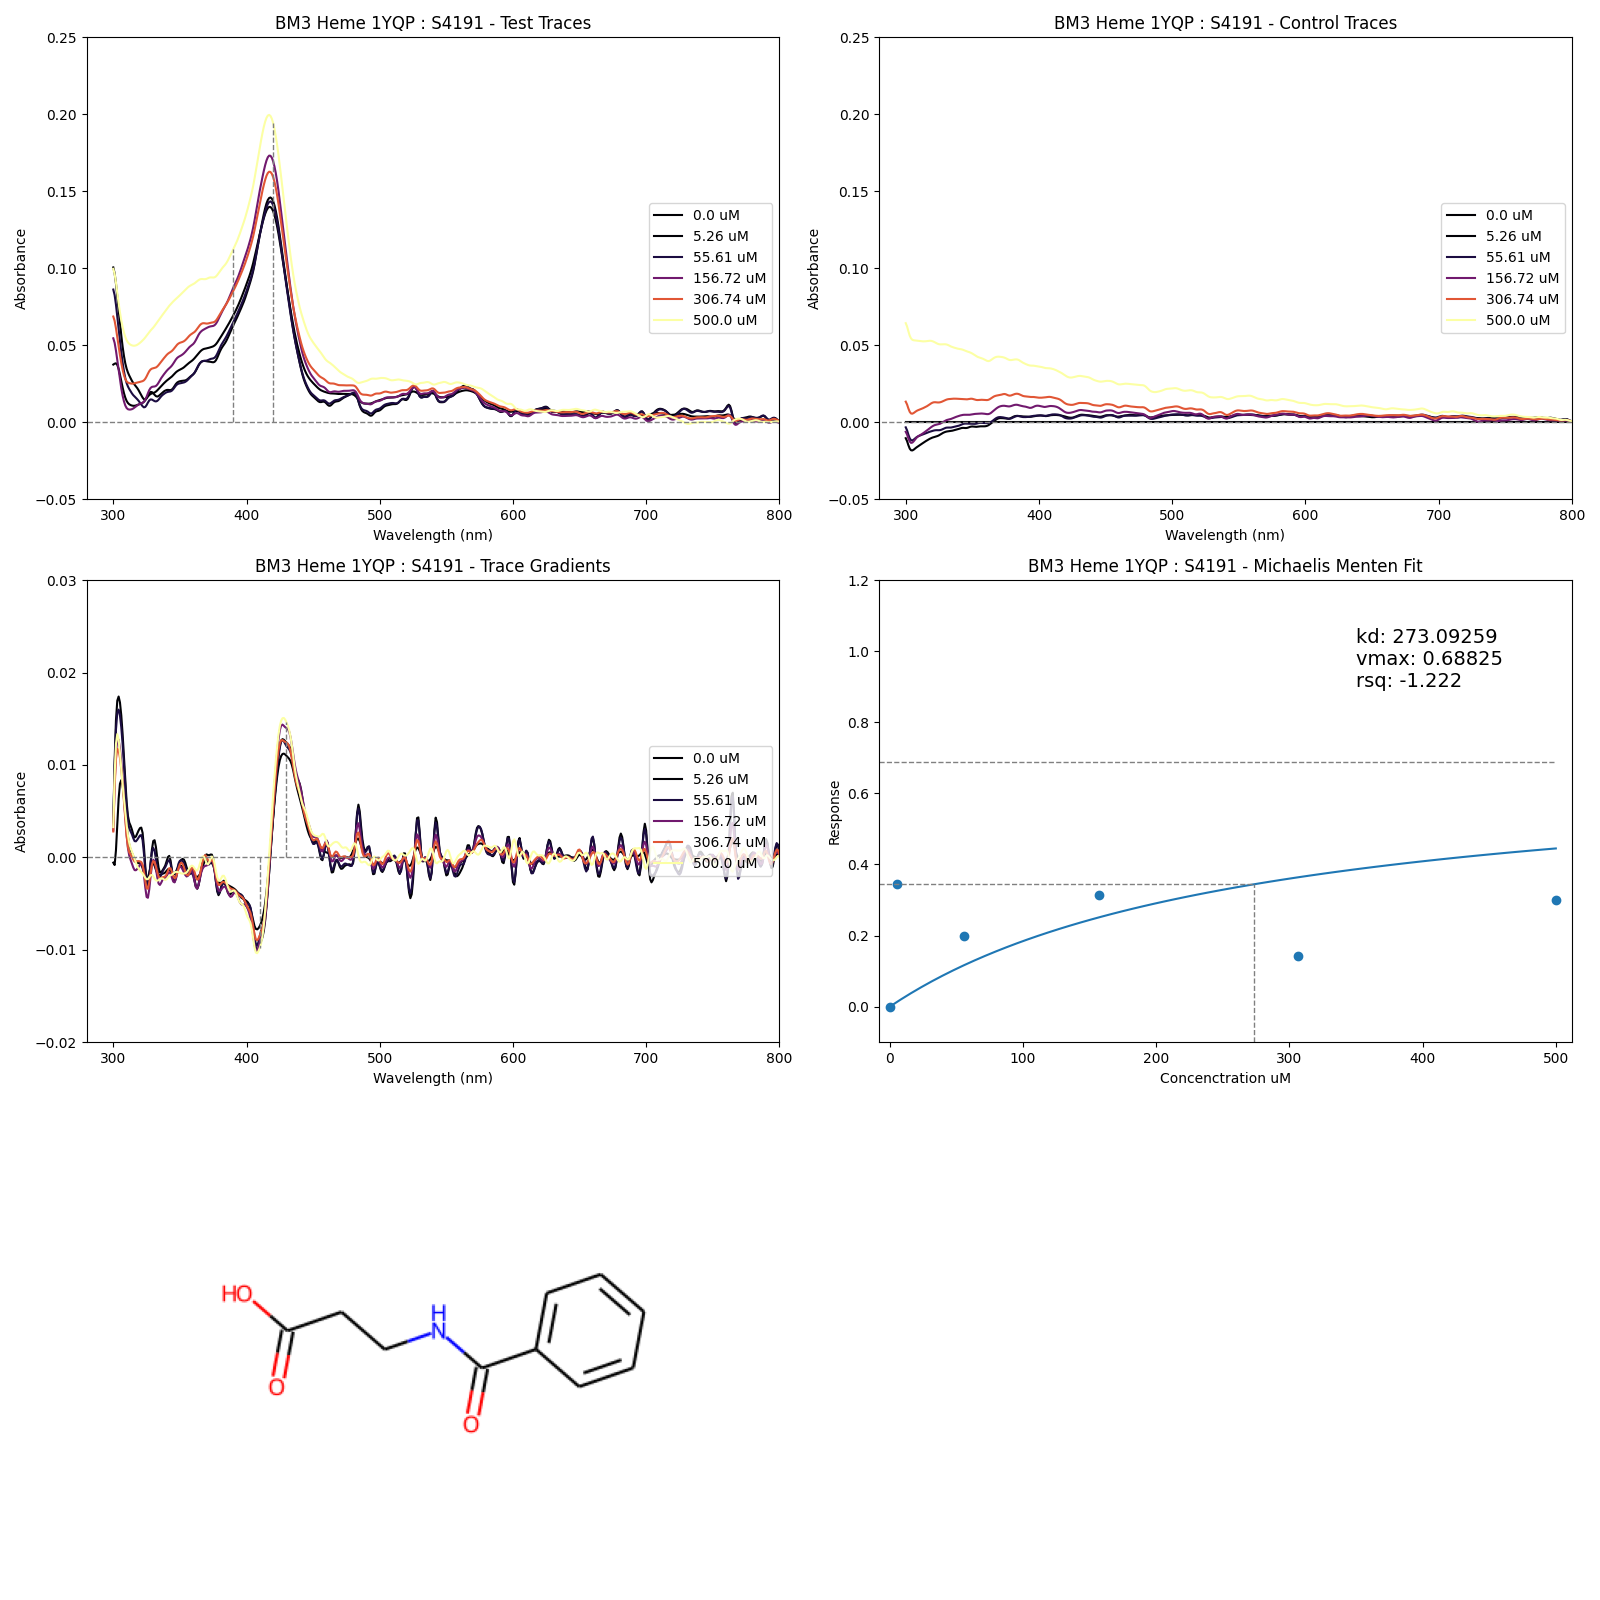 BM3 Heme 1YQP : S4191 - Test Traces
0.25
0.20
0.15
0.10
0.05
0.00
−0.05
Absorbance
300 400 500 600 700 800
Wavelength (nm)
0.0 uM
5.26 uM
55.61 uM
156.72 uM
306.74 uM
500.0 uM
BM3 Heme 1YQP : S4191 - Control Traces
0.25
0.20
0.15
0.10
0.05
0.00
−0.05
Absorbance
300 400 500 600 700 800
Wavelength (nm)
0.0 uM
5.26 uM
55.61 uM
156.72 uM
306.74 uM
500.0 uM
BM3 Heme 1YQP : S4191 - Trace Gradients
0.03
0.02
0.01
0.00
−0.01
−0.02
Absorbance
300 400 500 600 700 800
Wavelength (nm)
0.0 uM
5.26 uM
55.61 uM
156.72 uM
306.74 uM
500.0 uM
BM3 Heme 1YQP : S4191 - Michaelis Menten Fit
1.2
1.0
0.8
0.6
0.4
0.2
0.0
Response
0 100 200 300 400 500
Concenctration uM
kd: 273.09259
vmax: 0.68825
rsq: -1.222
HO
O
H
N
O